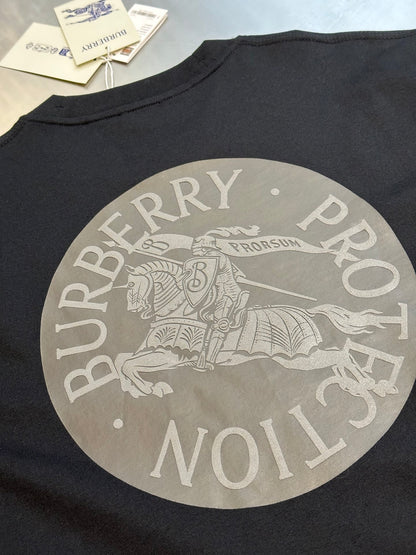 BURBERRY
BURBERRY · PROTECTION ·
B PRORSUM
B